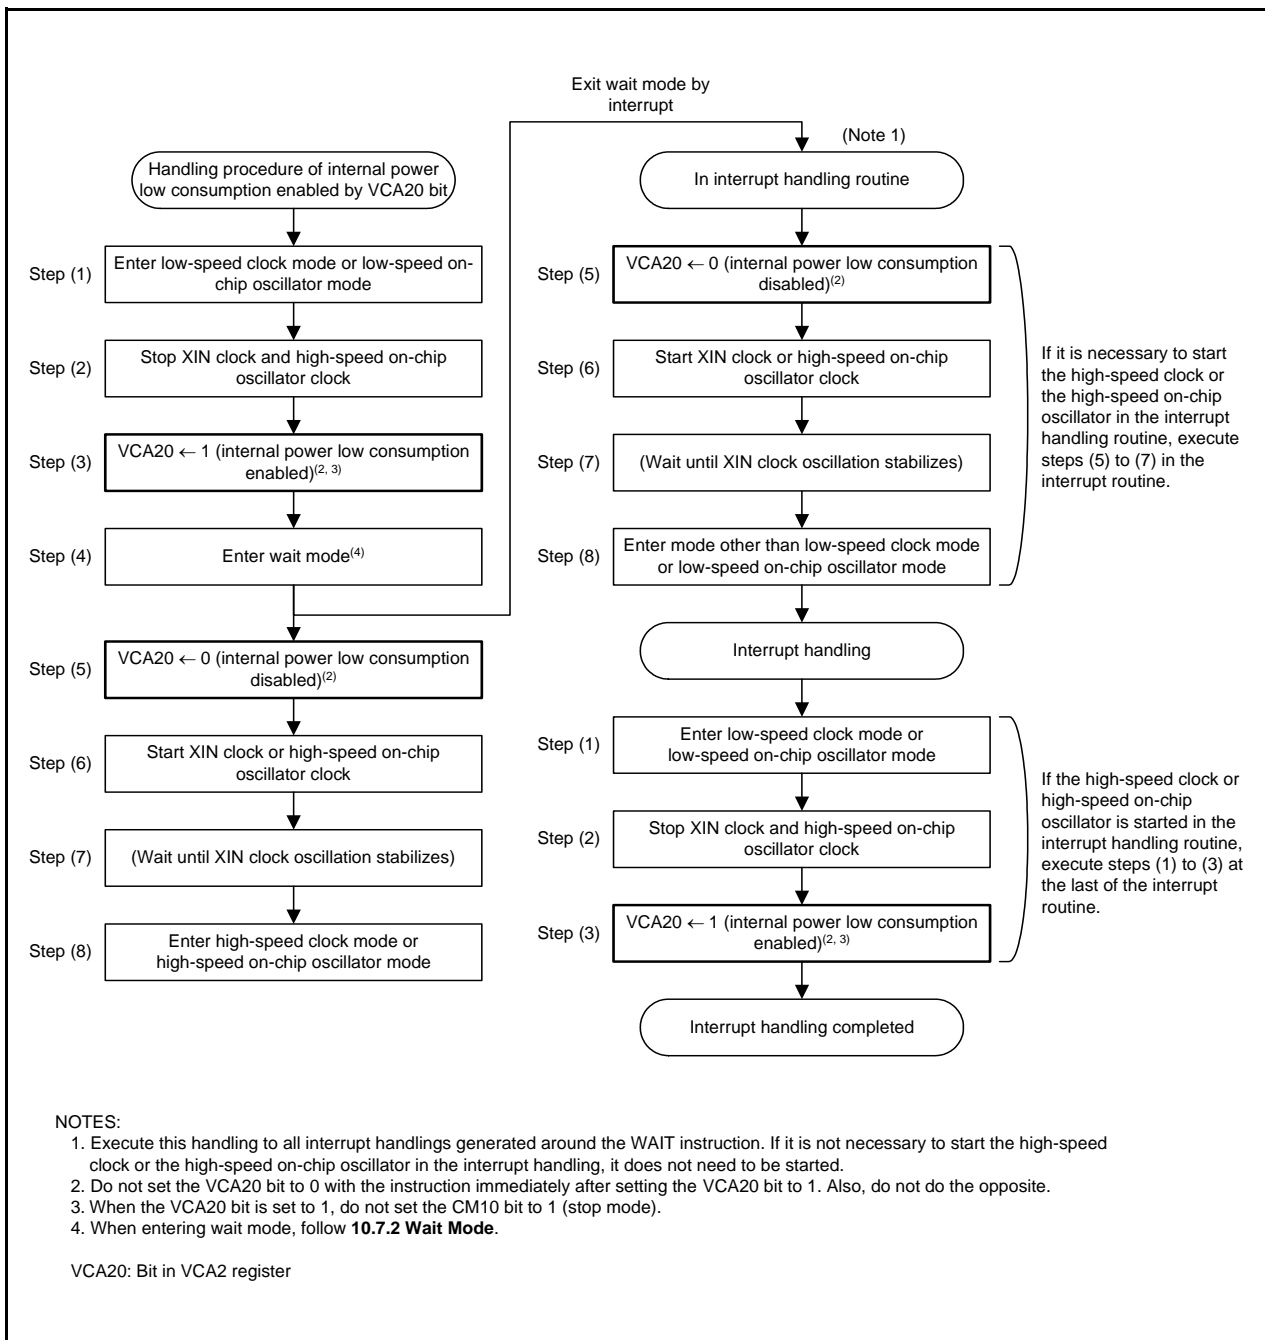 Exit wait mode by
interrupt
(Note 1)
Handling procedure of internal power
low consumption enabled by VCA20 bit
Step (1)
Enter low-speed clock mode or low-speed on-
chip oscillator mode
Step (2)
Stop XIN clock and high-speed on-chip
oscillator clock
Step (3)
VCA20 ← 1 (internal power low consumption
enabled)(2, 3)
Step (4)
Enter wait mode(4)
Step (5)
VCA20 ← 0 (internal power low consumption
disabled)(2)
Step (6)
Start XIN clock or high-speed on-chip
oscillator clock
Step (7)
(Wait until XIN clock oscillation stabilizes)
Step (8)
Enter high-speed clock mode or
high-speed on-chip oscillator mode
In interrupt handling routine
Step (5)
VCA20 ← 0 (internal power low consumption
disabled)(2)
Step (6)
Start XIN clock or high-speed on-chip
oscillator clock
Step (7)
(Wait until XIN clock oscillation stabilizes)
Step (8)
Enter mode other than low-speed clock mode
or low-speed on-chip oscillator mode
If it is necessary to start
the high-speed clock or
the high-speed on-chip
oscillator in the interrupt
handling routine, execute
steps (5) to (7) in the
interrupt routine.
Interrupt handling
Step (1)
Enter low-speed clock mode or
low-speed on-chip oscillator mode
Step (2)
Stop XIN clock and high-speed on-chip
oscillator clock
Step (3)
VCA20 ← 1 (internal power low consumption
enabled)(2, 3)
If the high-speed clock or
high-speed on-chip
oscillator is started in the
interrupt handling routine,
execute steps (1) to (3) at
the last of the interrupt
routine.
Interrupt handling completed
NOTES:
1. Execute this handling to all interrupt handlings generated around the WAIT instruction. If it is not necessary to start the high-speed
clock or the high-speed on-chip oscillator in the interrupt handling, it does not need to be started.
2. Do not set the VCA20 bit to 0 with the instruction immediately after setting the VCA20 bit to 1. Also, do not do the opposite.
3. When the VCA20 bit is set to 1, do not set the CM10 bit to 1 (stop mode).
4. When entering wait mode, follow 10.7.2 Wait Mode.
VCA20: Bit in VCA2 register